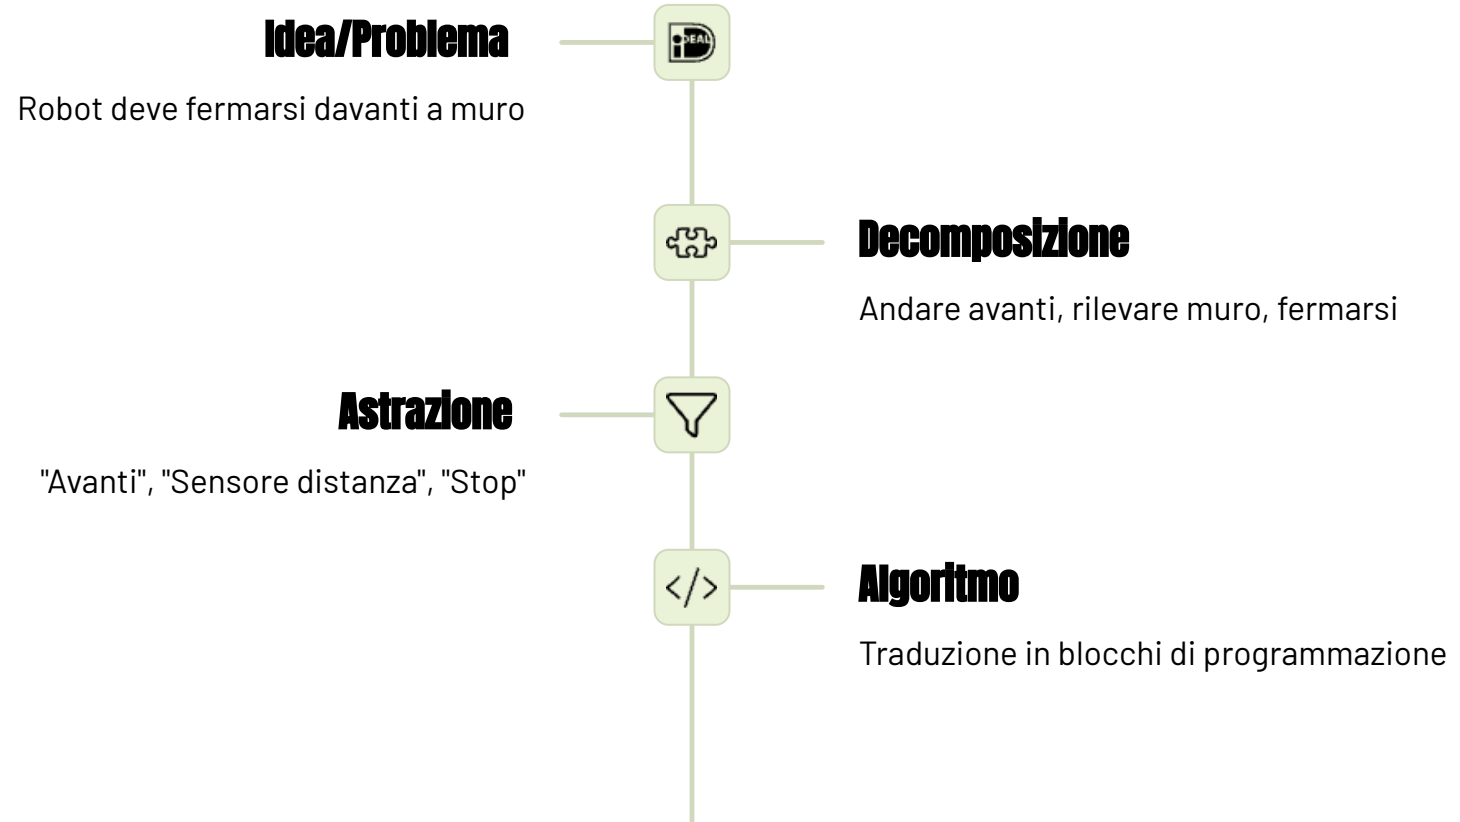 Idea/Problema
iDEAL
Robot deve fermarsi davanti a muro
Decomposizione
Andare avanti, rilevare muro, fermarsi
Astrazione
"Avanti", "Sensore distanza", "Stop"
</>
Algoritmo
Traduzione in blocchi di programmazione